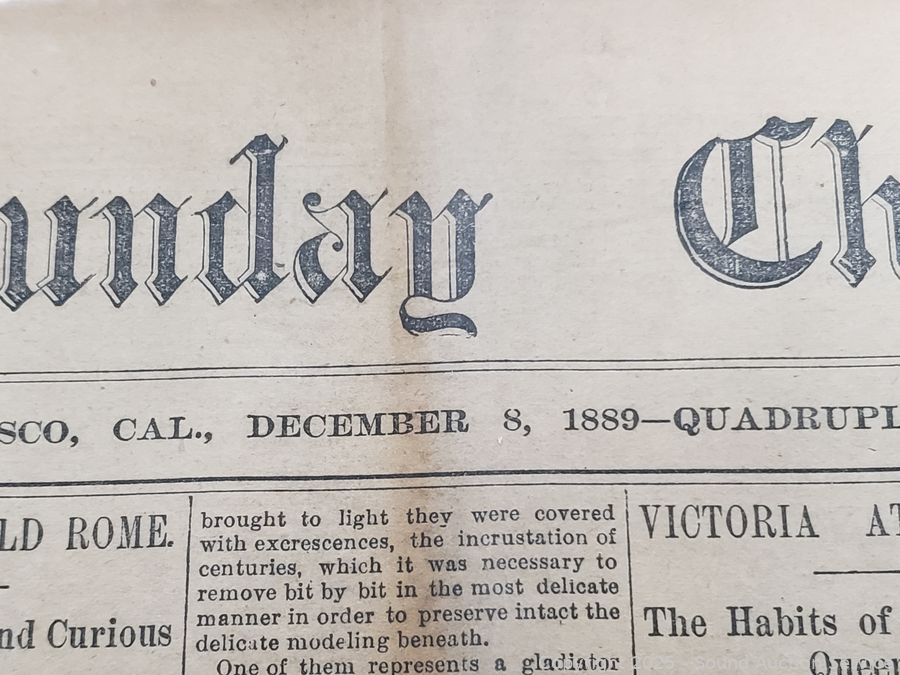 unday Ch
SCO, CAL., DECEMBER 8, 1889—QUADRUPL
LD ROME.
nd Curious
brought to light they were covered
with excrescences, the incrustation of
centuries, which it was necessary to
remove bit by bit in the most delicate
manner in order to preserve intact the
delicate modeling beneath.
One of them represents a gladiator
VICTORIA AT
The Habits of
Queen